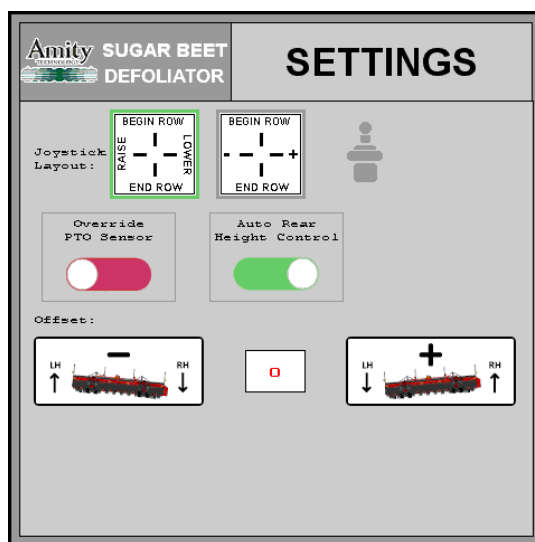 Amity
TECHNOLOGY
SUGAR BEET
DEFOLIATOR
SETTINGS
Joystick
Layout:
BEGIN ROW
RAISE
LOWER
END ROW
BEGIN ROW
- +
END ROW
Override
PTO Sensor
Auto Rear
Height Control
Offset:
-
LH RH
0
+
LH RH